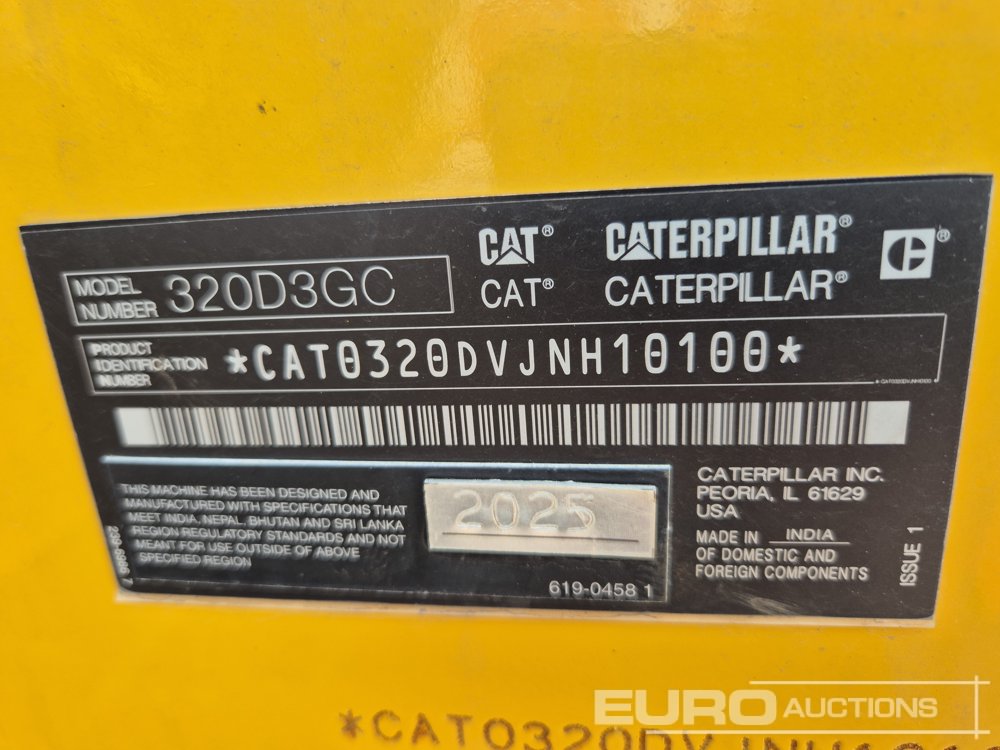 CAT® CATERPILLAR®
CAT® CATERPILLAR®
C®
MODEL
NUMBER
320D3GC
PRODUCT
IDENTIFICATION
NUMBER
*CAT0320DVJNH10100*
* CAT0320DVJNH10100
THIS MACHINE HAS BEEN DESIGNED AND
MANUFACTURED WITH SPECIFICATIONS THAT
MEET INDIA, NEPAL, BHUTAN AND SRI LANKA
REGION REGULATORY STANDARDS AND NOT
MEANT FOR USE OUTSIDE OF ABOVE
SPECIFIED REGION
2025
619-0458 1
CATERPILLAR INC.
PEORIA, IL 61629
USA
MADE IN INDIA
OF DOMESTIC AND
FOREIGN COMPONENTS
ISSUE 1
*CAT0320DVJNH101
EURO AUCTIONS